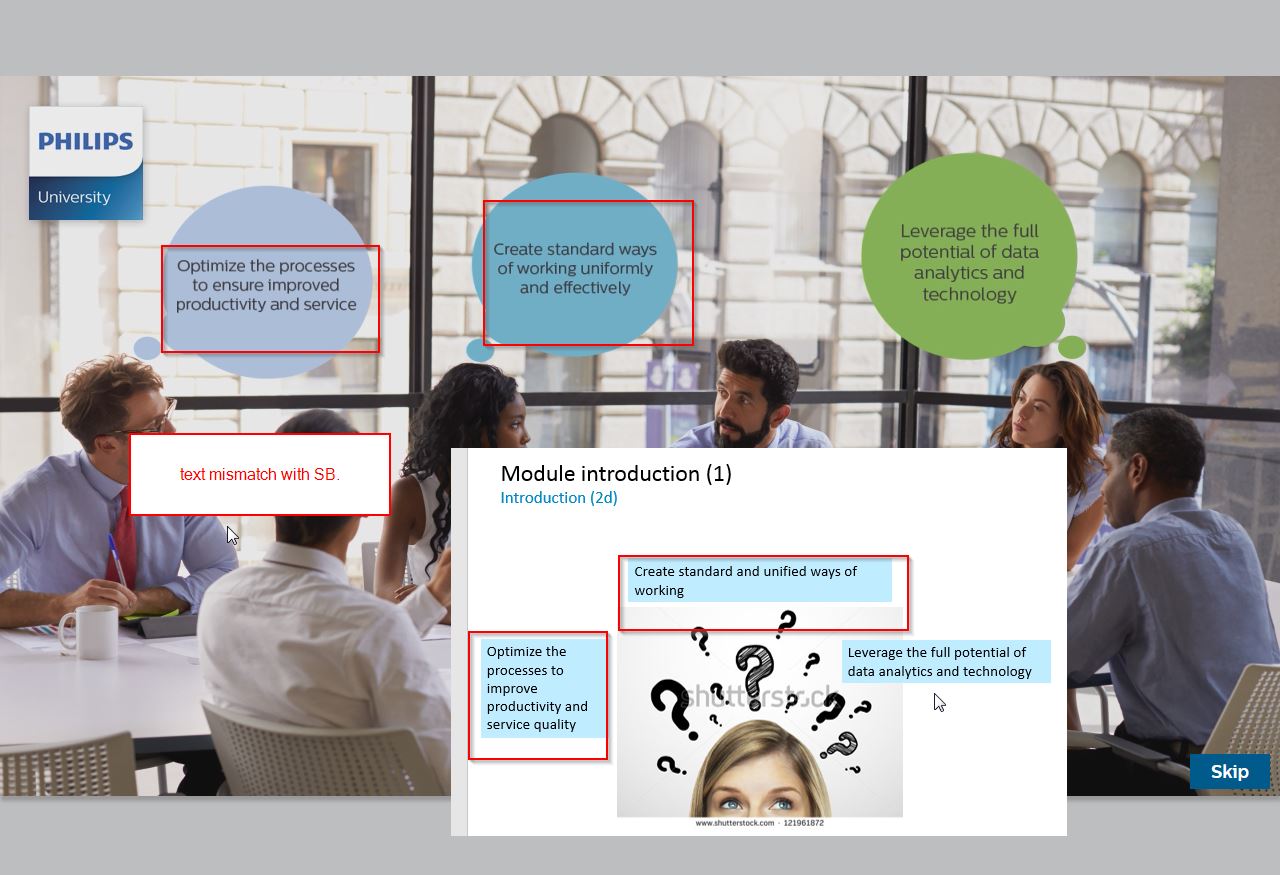 PHILIPS
University
Optimize the processes
to ensure improved
productivity and service
Create standard ways
of working uniformly
and effectively
Leverage the full
potential of data
analytics and
technology
text mismatch with SB.
Module introduction (1)
Introduction (2d)
Create standard and unified ways of
working
Optimize the
processes to
improve
productivity and
service quality
Leverage the full potential of
data analytics and technology
shutterstock
www.shutterstock.com · 121961872
Skip